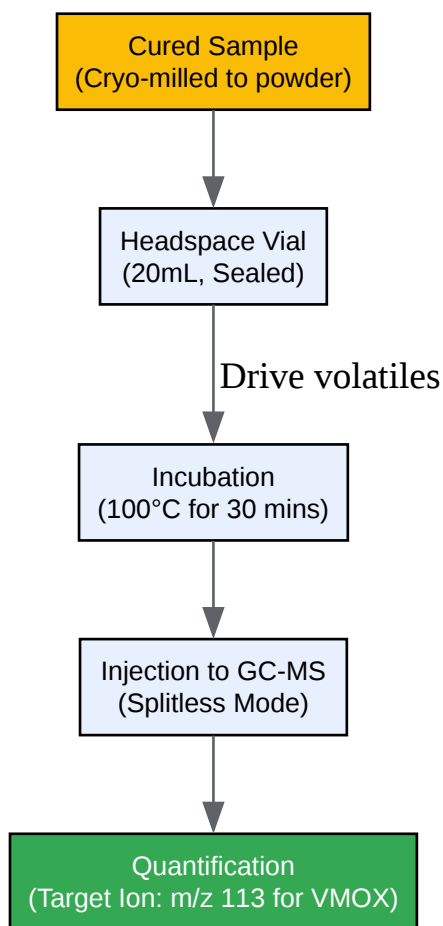 Cured Sample
(Cryo-milled to powder)
Headspace Vial
(20mL, Sealed)
Drive volatiles
Incubation
(100°C for 30 mins)
Injection to GC-MS
(Splitless Mode)
Quantification
(Target Ion: m/z 113 for VMOX)